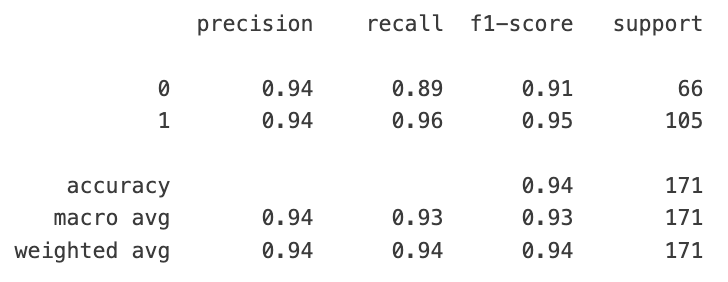 precision recall f1-score support
0 0.94 0.89 0.91 66
1 0.94 0.96 0.95 105
accuracy 0.94 171
macro avg 0.94 0.93 0.93 171
weighted avg 0.94 0.94 0.94 171